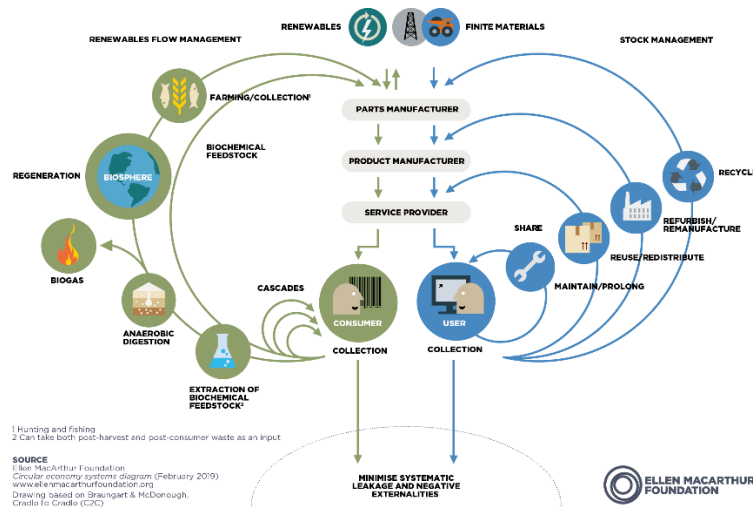 RENEWABLES
FINITE MATERIALS
RENEWABLES FLOW MANAGEMENT
STOCK MANAGEMENT
FARMING/COLLECTION¹
PARTS MANUFACTURER
BIOCHEMICAL
FEEDSTOCK
PRODUCT MANUFACTURER
REGENERATION
BIOSPHERE
RECYCLE
SERVICE PROVIDER
REFURBISH/
REMANUFACTURE
SHARE
REUSE/REDISTRIBUTE
BIOGAS
MAINTAIN/PROLONG
CASCADES
CONSUMER
USER
ANAEROBIC
DIGESTION
COLLECTION
COLLECTION
EXTRACTION OF
BIOCHEMICAL
FEEDSTOCK²
1 Hunting and fishing
2 Can take both post-harvest and post-consumer waste as an input
SOURCE
Ellen MacArthur Foundation
Circular economy systems diagram (February 2019)
www.ellenmacarthurfoundation.org
Drawing based on Braungart & McDonough,
Cradle to Cradle (C2C)
MINIMISE SYSTEMATIC
LEAKAGE AND NEGATIVE
EXTERNALITIES
ELLEN MACARTHUR
FOUNDATION